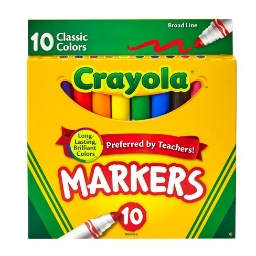 10 Classic
Colors
Broad Line
Crayola
Long-
Lasting,
Brilliant
Colors
Preferred by Teachers!
MARKERS
10